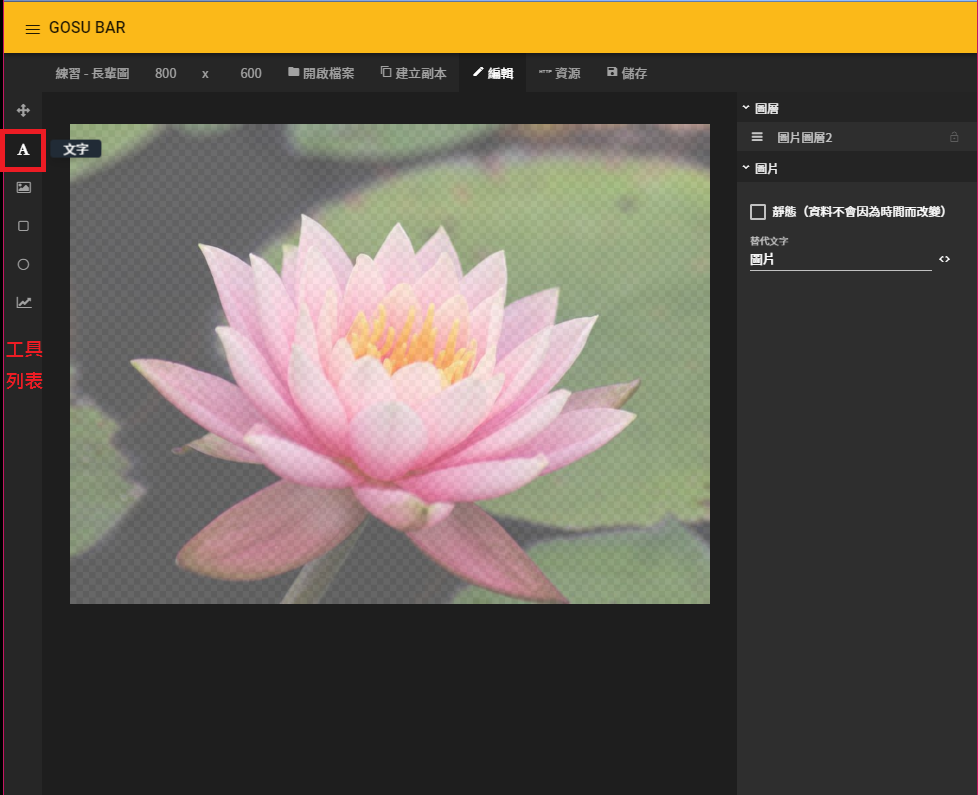 GOSU BAR
練習 - 長輩圖 800 x 600 開啟檔案 建立副本 編輯 HTTP 資源 儲存
圖層
A 文字
圖片圖層2
圖片
靜態（資料不會因為時間而改變）
替代文字
圖片
工具
列表